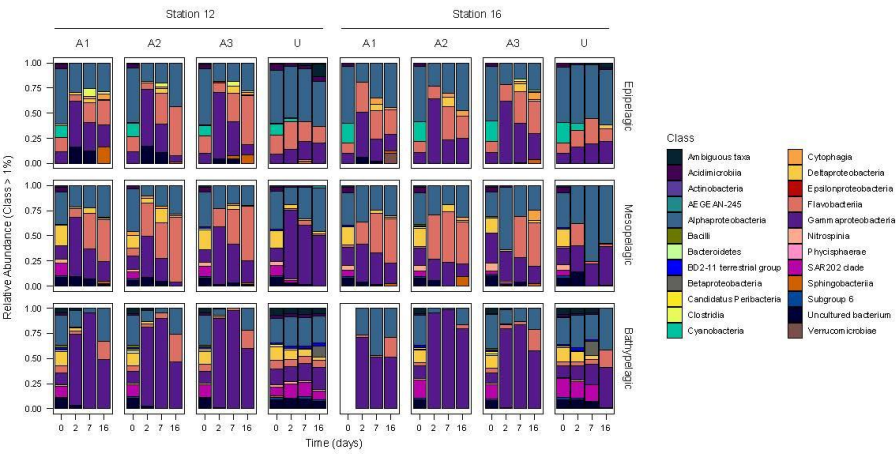 Station 12 Station 16
A1 A2 A3 U A1 A2 A3 U
Relative Abundance (Class > 1%)
1.00
0.75
0.50
0.25
0.00
Epipelagic
1.00
0.75
0.50
0.25
0.00
Mesopelagic
1.00
0.75
0.50
0.25
0.00
Bathypelagic
0 2 7 16 0 2 7 16 0 2 7 16 0 2 7 16 0 2 7 16 0 2 7 16 0 2 7 16 0 2 7 16
Time (days)
Class
Ambiguous taxa
Acidimicrobiia
Actinobacteria
AEGEAN-245
Alphaproteobacteria
Bacilli
Bacteroidetes
BD2-11 terrestrial group
Betaproteobacteria
Candidatus Peribacteria
Clostridia
Cyanobacteria
Cytophagia
Deltaproteobacteria
Epsilonproteobacteria
Flavobacteriia
Gammaproteobacteria
Nitrospinia
Phycisphaerae
SAR202 clade
Sphingobacteriia
Subgroup 6
Uncultured bacterium
Verrucomicrobiae